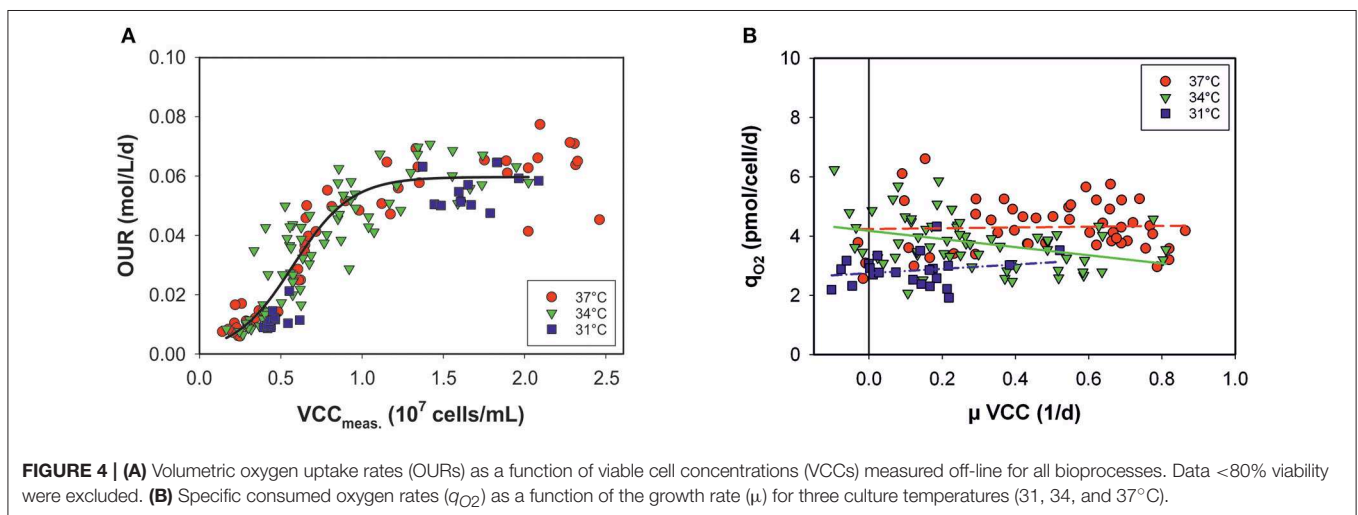 A
OUR (mol/L/d)
0.10
0.08
0.06
0.04
0.02
0.00
37°C
34°C
31°C
0.0 0.5 1.0 1.5 2.0 2.5
VCCmeas. (10⁷ cells/mL)
B
qO2 (pmol/cell/d)
10
8
6
4
2
0
37°C
34°C
31°C
0.0 0.2 0.4 0.6 0.8 1.0
μ VCC (1/d)
FIGURE 4 | (A) Volumetric oxygen uptake rates (OURs) as a function of viable cell concentrations (VCCs) measured off-line for all bioprocesses. Data <80% viability
were excluded. (B) Specific consumed oxygen rates (qO2) as a function of the growth rate (μ) for three culture temperatures (31, 34, and 37°C).